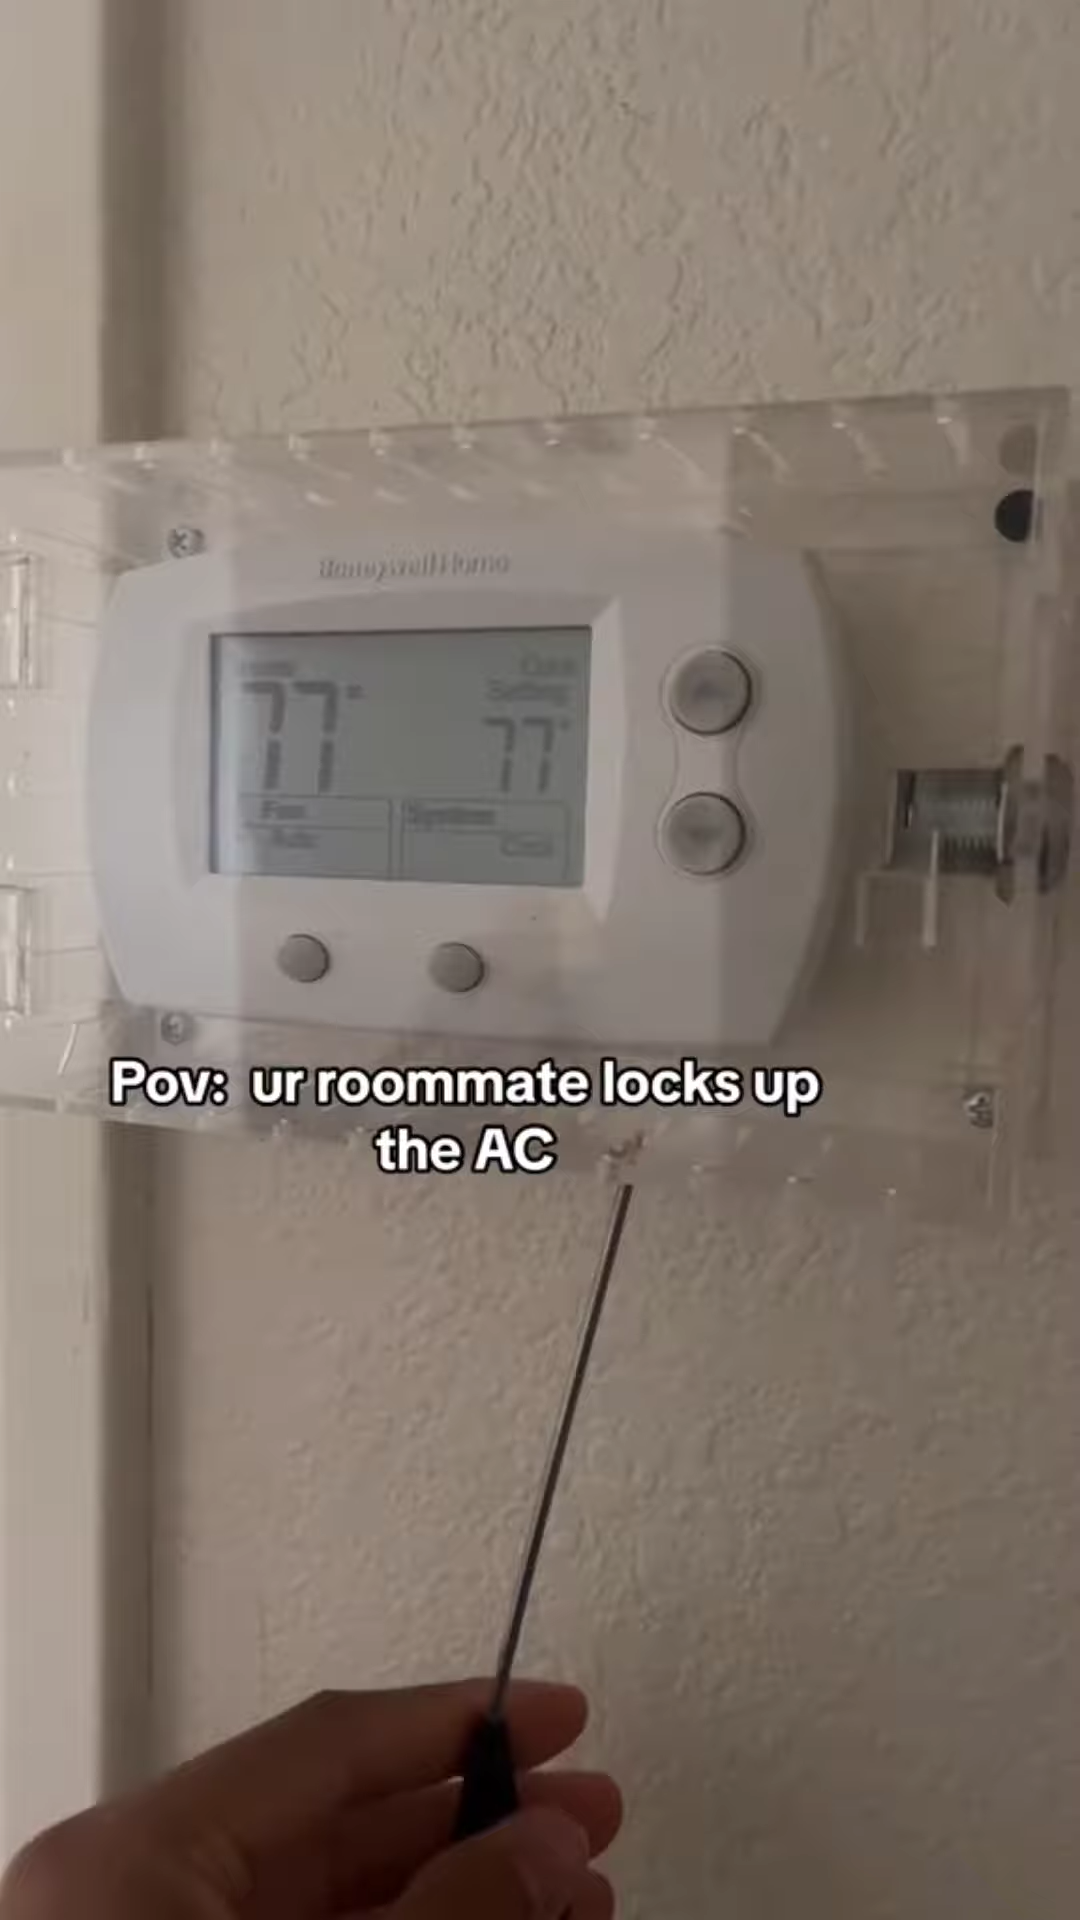 Honeywell Home
Cool
Setting
77°
77°
Fan
System
Auto
Cool
Pov: ur roommate locks up
the AC